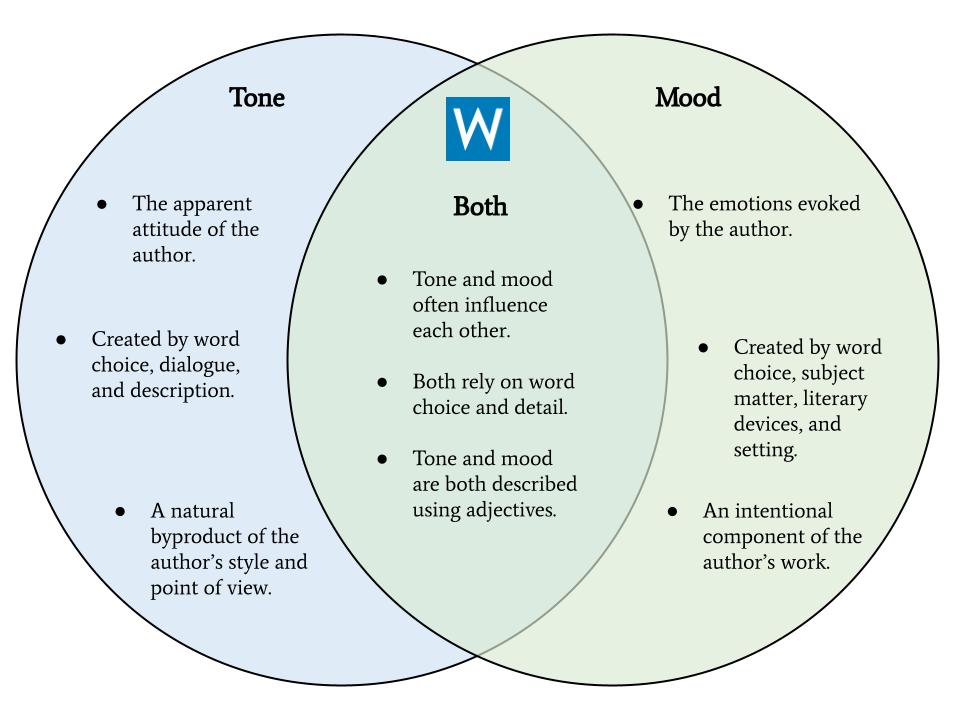 Tone
● The apparent
attitude of the
author.
● Created by word
choice, dialogue,
and description.
● A natural
byproduct of the
author’s style and
point of view.
W
Both
● Tone and mood
often influence
each other.
● Both rely on word
choice and detail.
● Tone and mood
are both described
using adjectives.
Mood
● The emotions evoked
by the author.
● Created by word
choice, subject
matter, literary
devices, and
setting.
● An intentional
component of the
author’s work.